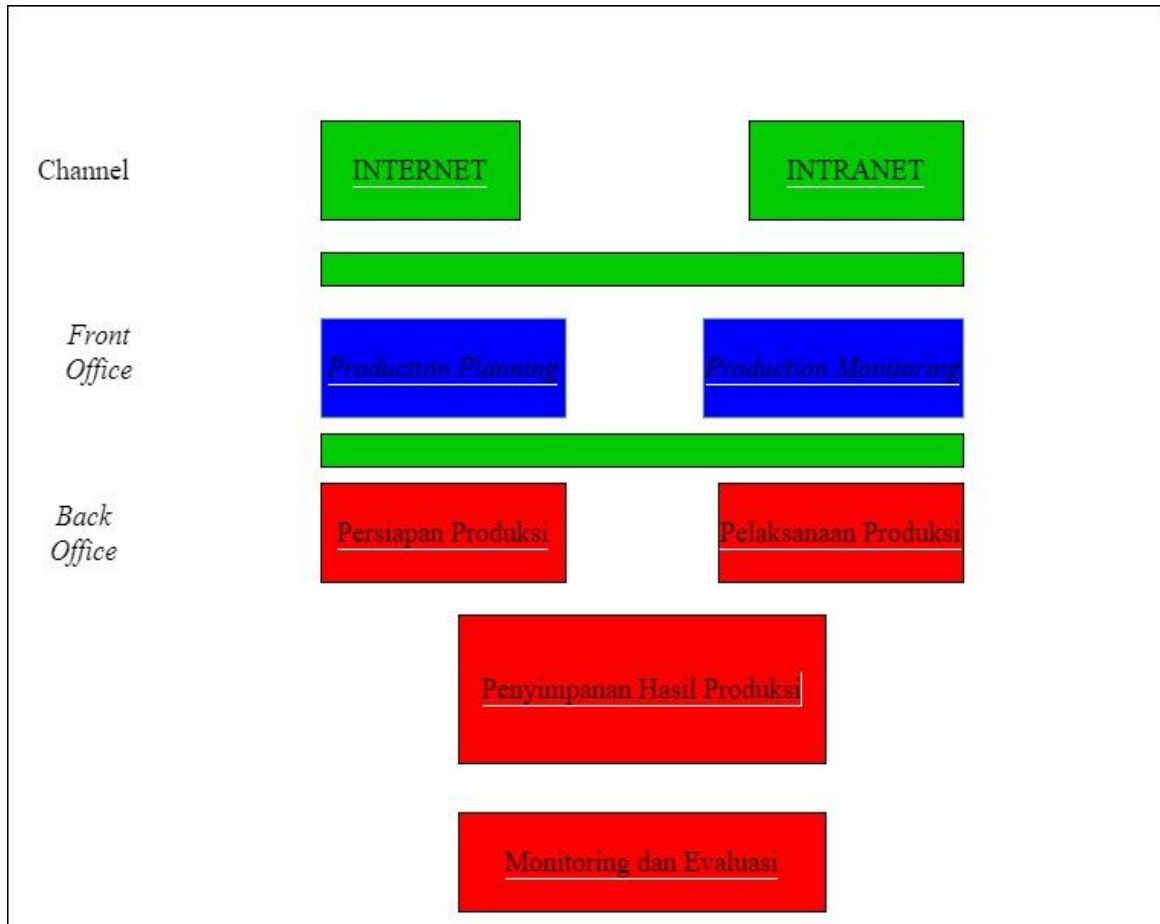 Channel
INTERNET
INTRANET
Front
Office
Production Planning
Production Monitoring
Back
Office
Persiapan Produksi
Pelaksanaan Produksi
Penyimpanan Hasil Produksi
Monitoring dan Evaluasi